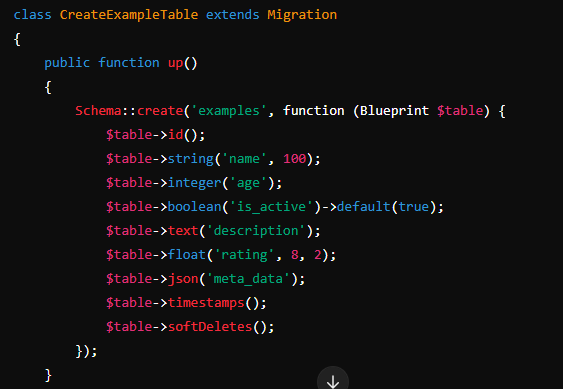 class CreateExampleTable extends Migration
{
    public function up()
    {
        Schema::create('examples', function (Blueprint $table) {
            $table->id();
            $table->string('name', 100);
            $table->integer('age');
            $table->boolean('is_active')->default(true);
            $table->text('description');
            $table->float('rating', 8, 2);
            $table->json('meta_data');
            $table->timestamps();
            $table->softDeletes();
        });
    }